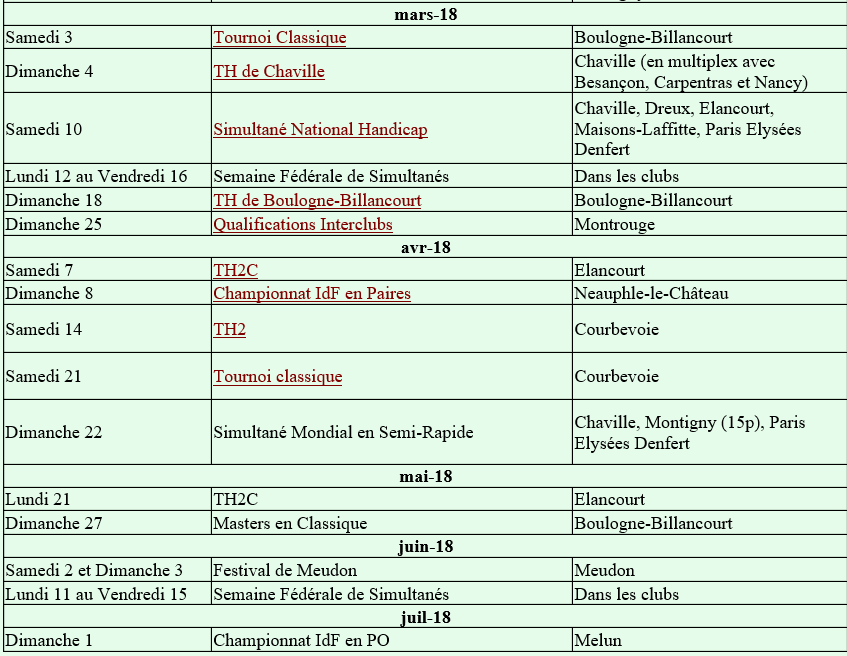 mars-18
Samedi 3 Tournoi Classique Boulogne-Billancourt
Dimanche 4 TH de Chaville Chaville (en multiplex avec
Besançon, Carpentras et Nancy)
Samedi 10 Simultané National Handicap Chaville, Dreux, Elancourt,
Maisons-Laffitte, Paris Elysées
Denfert
Lundi 12 au Vendredi 16 Semaine Fédérale de Simultanés Dans les clubs
Dimanche 18 TH de Boulogne-Billancourt Boulogne-Billancourt
Dimanche 25 Qualifications Interclubs Montrouge
avr-18
Samedi 7 TH2C Elancourt
Dimanche 8 Championnat IdF en Paires Neauphle-le-Château
Samedi 14 TH2 Courbevoie
Samedi 21 Tournoi classique Courbevoie
Dimanche 22 Simultané Mondial en Semi-Rapide Chaville, Montigny (15p), Paris
Elysées Denfert
mai-18
Lundi 21 TH2C Elancourt
Dimanche 27 Masters en Classique Boulogne-Billancourt
juin-18
Samedi 2 et Dimanche 3 Festival de Meudon Meudon
Lundi 11 au Vendredi 15 Semaine Fédérale de Simultanés Dans les clubs
juil-18
Dimanche 1 Championnat IdF en PO Melun